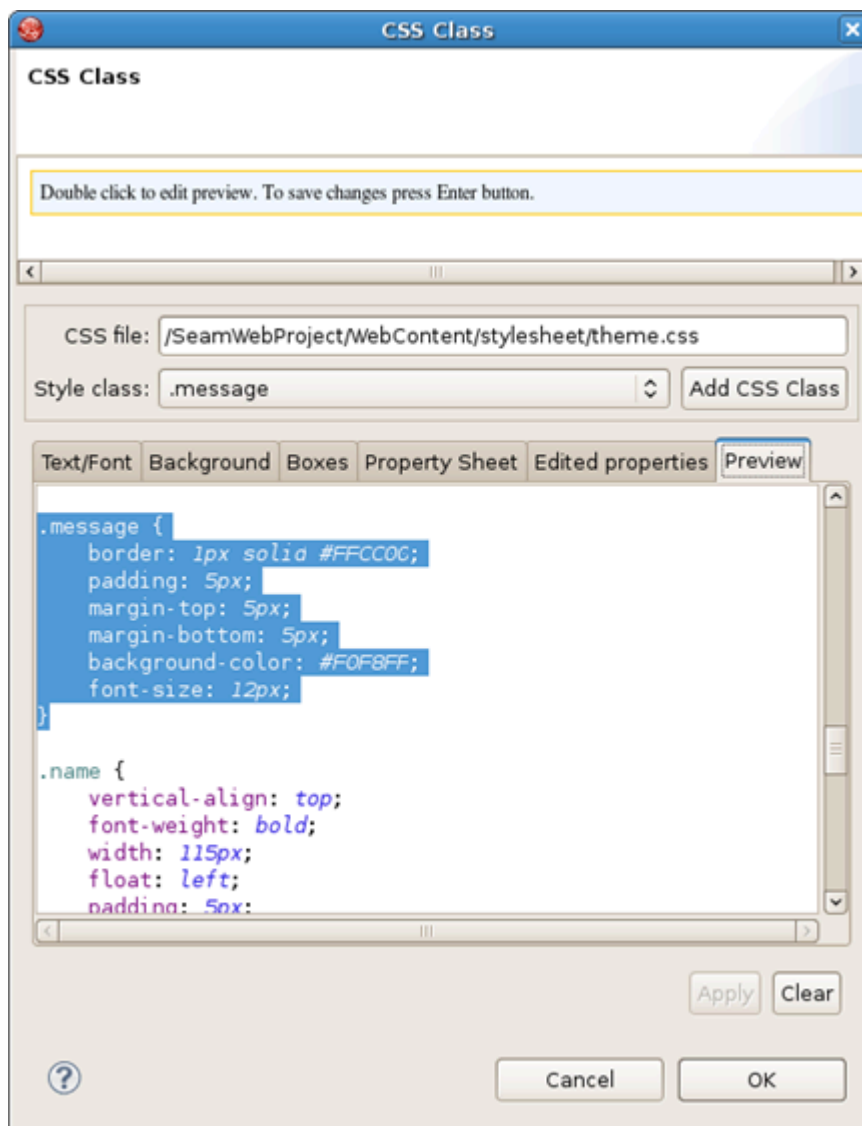 CSS Class
CSS Class
Double click to edit preview. To save changes press Enter button.
CSS file: /SeamWebProject/WebContent/stylesheet/theme.css
Style class: .message Add CSS Class
Text/Font Background Boxes Property Sheet Edited properties Preview
.message {
border: 1px solid #FFCC00;
padding: 5px;
margin-top: 5px;
margin-bottom: 5px;
background-color: #F0F8FF;
font-size: 12px;
}
.name {
vertical-align: top;
font-weight: bold;
width: 115px;
float: left;
padding: 5px;
Apply Clear
? Cancel OK